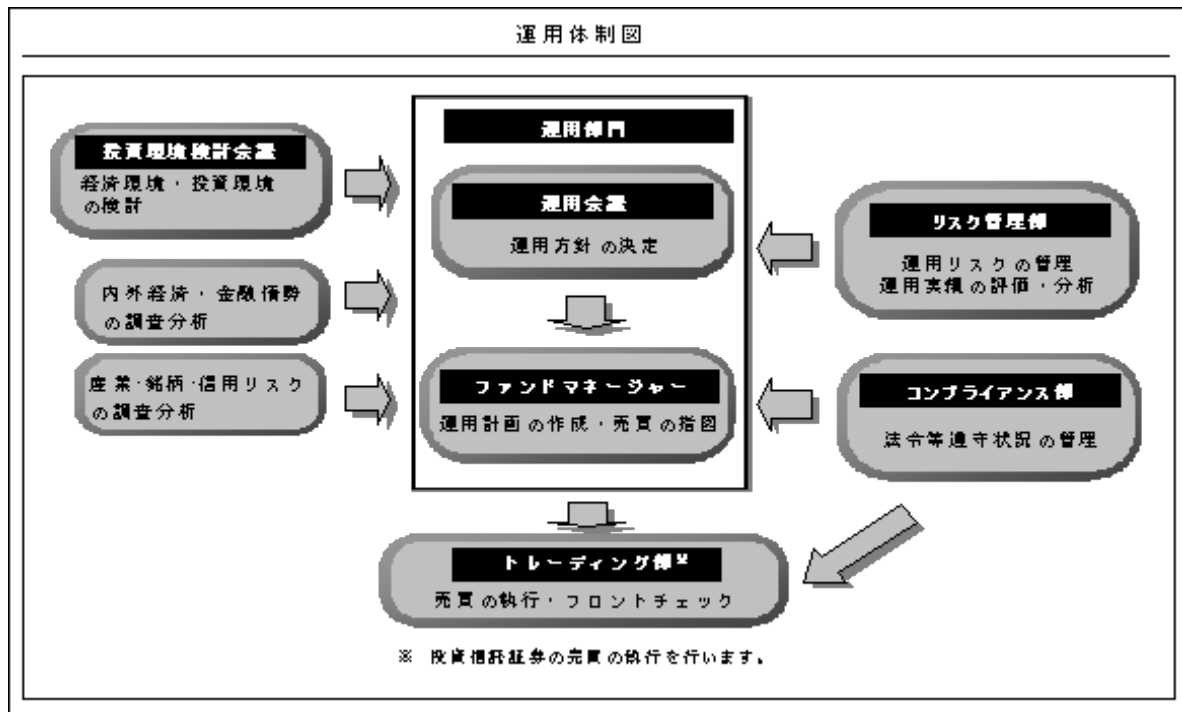 運用体制図
運用部門
投資環境検討会議
経済環境・投資環境
の検討
運用会議
運用方針の決定
リスク管理部
運用リスクの管理
運用実績の評価・分析
内外経済・金融情勢
の調査分析
産業・銘柄・信用リスク
の調査分析
ファンドマネージャー
運用計画の作成・売買の指図
コンプライアンス部
法令等遵守状況の管理
トレーディング部※
売買の執行・フロントチェック
※ 投資信託証券の売買の執行を行います。